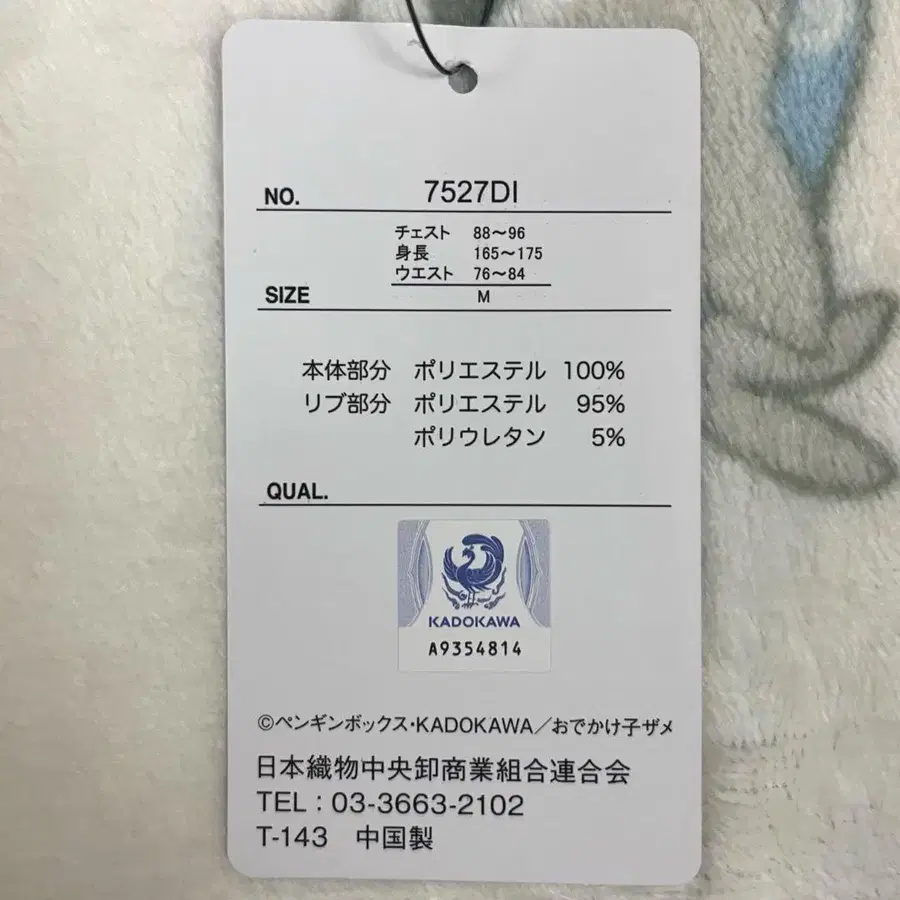 NO. 7527DI
チェスト 88〜96
身長 165〜175
ウエスト 76〜84
SIZE M
本体部分 ポリエステル 100%
リブ部分 ポリエステル 95%
ポリウレタン 5%
QUAL.
KADOKAWA
A9354814
©ペンギンボックス・KADOKAWA／おでかけ子ザメ
日本織物中央卸商業組合連合会
TEL：03-3663-2102
T-143 中国製